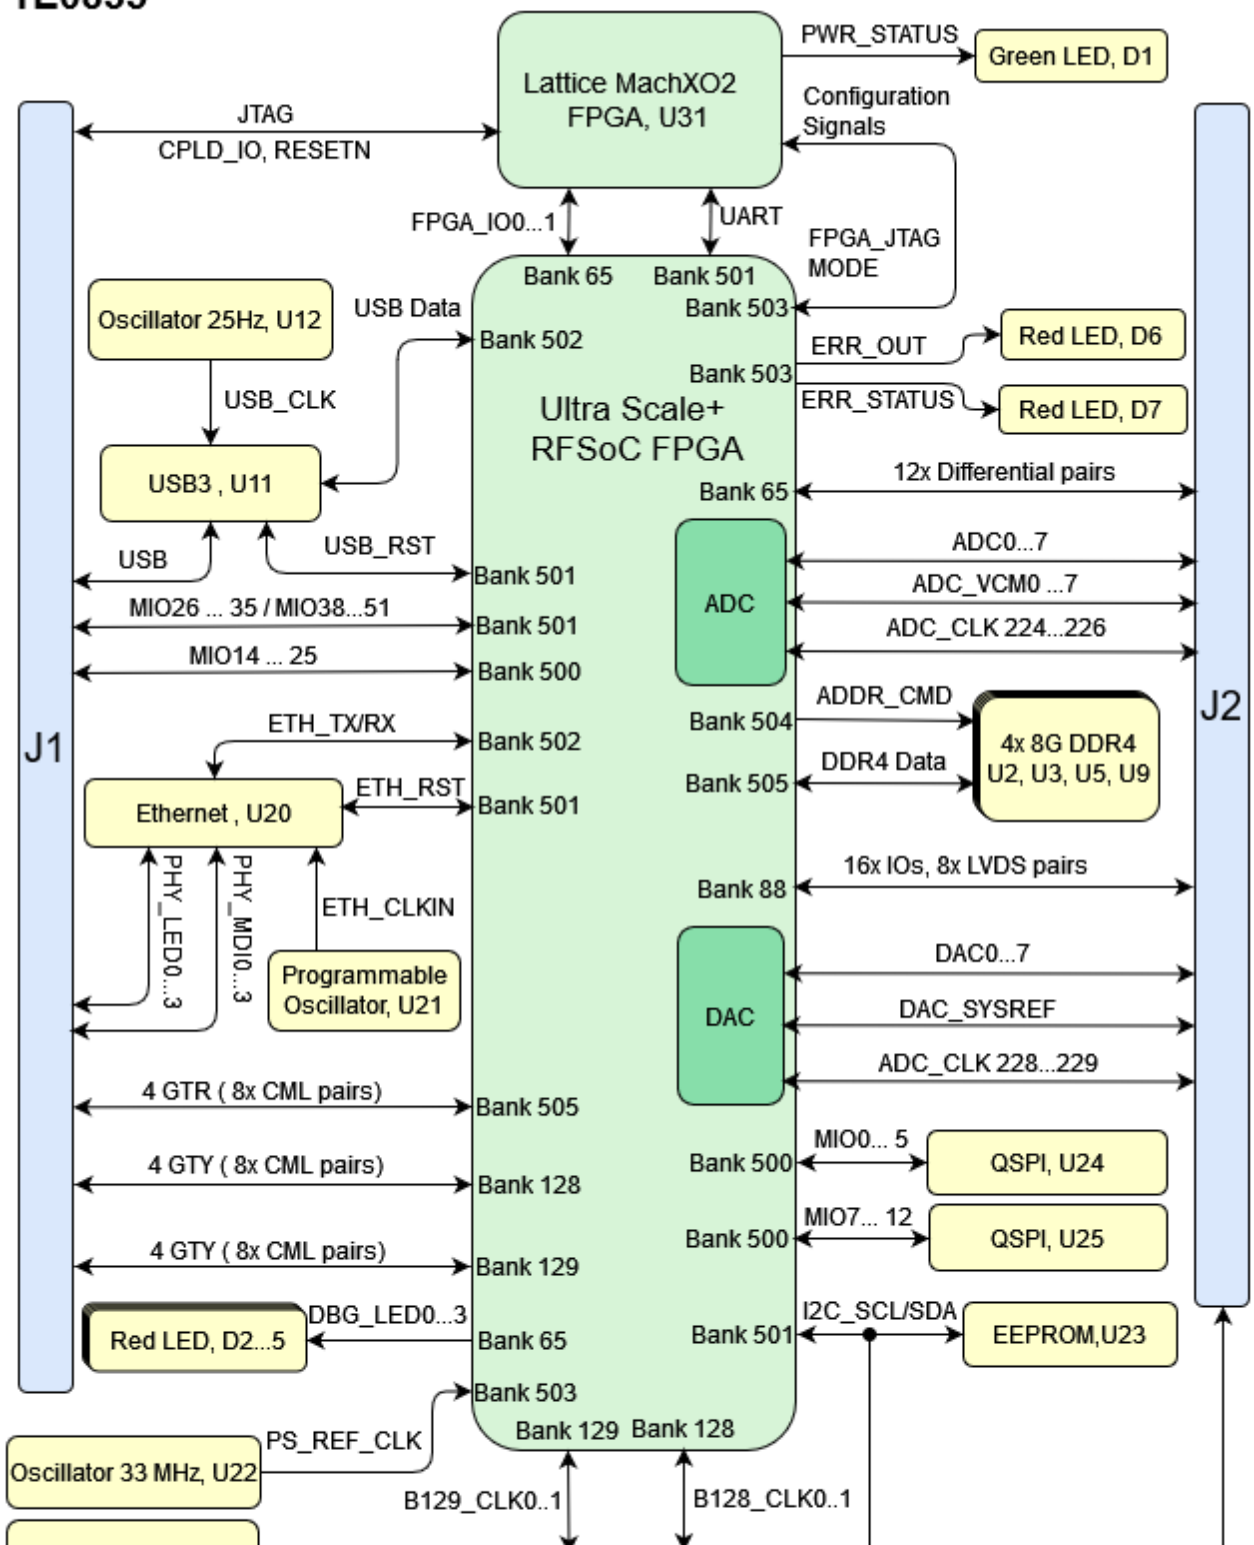 Lattice MachXO2
FPGA, U31
PWR_STATUS
Green LED, D1
Configuration
Signals
JTAG
CPLD_IO, RESETN
FPGA_IO0...1
UART
FPGA_JTAG
MODE
Bank 65
Bank 501
Bank 503
Oscillator 25Hz, U12
USB Data
Bank 502
ERR_OUT
Red LED, D6
Bank 503
USB_CLK
ERR_STATUS
Red LED, D7
Ultra Scale+
RFSoC FPGA
USB3 , U11
12x Differential pairs
Bank 65
USB
USB_RST
Bank 501
ADC0...7
ADC_VCM0 ...7
ADC
ADC_CLK 224...226
MIO26 ... 35 / MIO38...51
Bank 501
MIO14 ... 25
Bank 500
J1
J2
ETH_TX/RX
Bank 502
Bank 504
ADDR_CMD
4x 8G DDR4
U2, U3, U5, U9
DDR4 Data
Bank 505
ETH_RST
Bank 501
Ethernet , U20
PHY_LED0...3
PHY_MDI0...3
ETH_CLKIN
Bank 88
16x IOs, 8x LVDS pairs
Programmable
Oscillator, U21
DAC0...7
DAC
DAC_SYSREF
ADC_CLK 228...229
4 GTR ( 8x CML pairs)
Bank 505
4 GTY ( 8x CML pairs)
Bank 128
Bank 500
MIO0... 5
QSPI, U24
Bank 500
MIO7... 12
QSPI, U25
4 GTY ( 8x CML pairs)
Bank 129
DBG_LED0...3
Red LED, D2...5
Bank 65
Bank 501
I2C_SCL/SDA
EEPROM,U23
Bank 503
PS_REF_CLK
Oscillator 33 MHz, U22
Bank 129
Bank 128
B129_CLK0..1
B128_CLK0..1